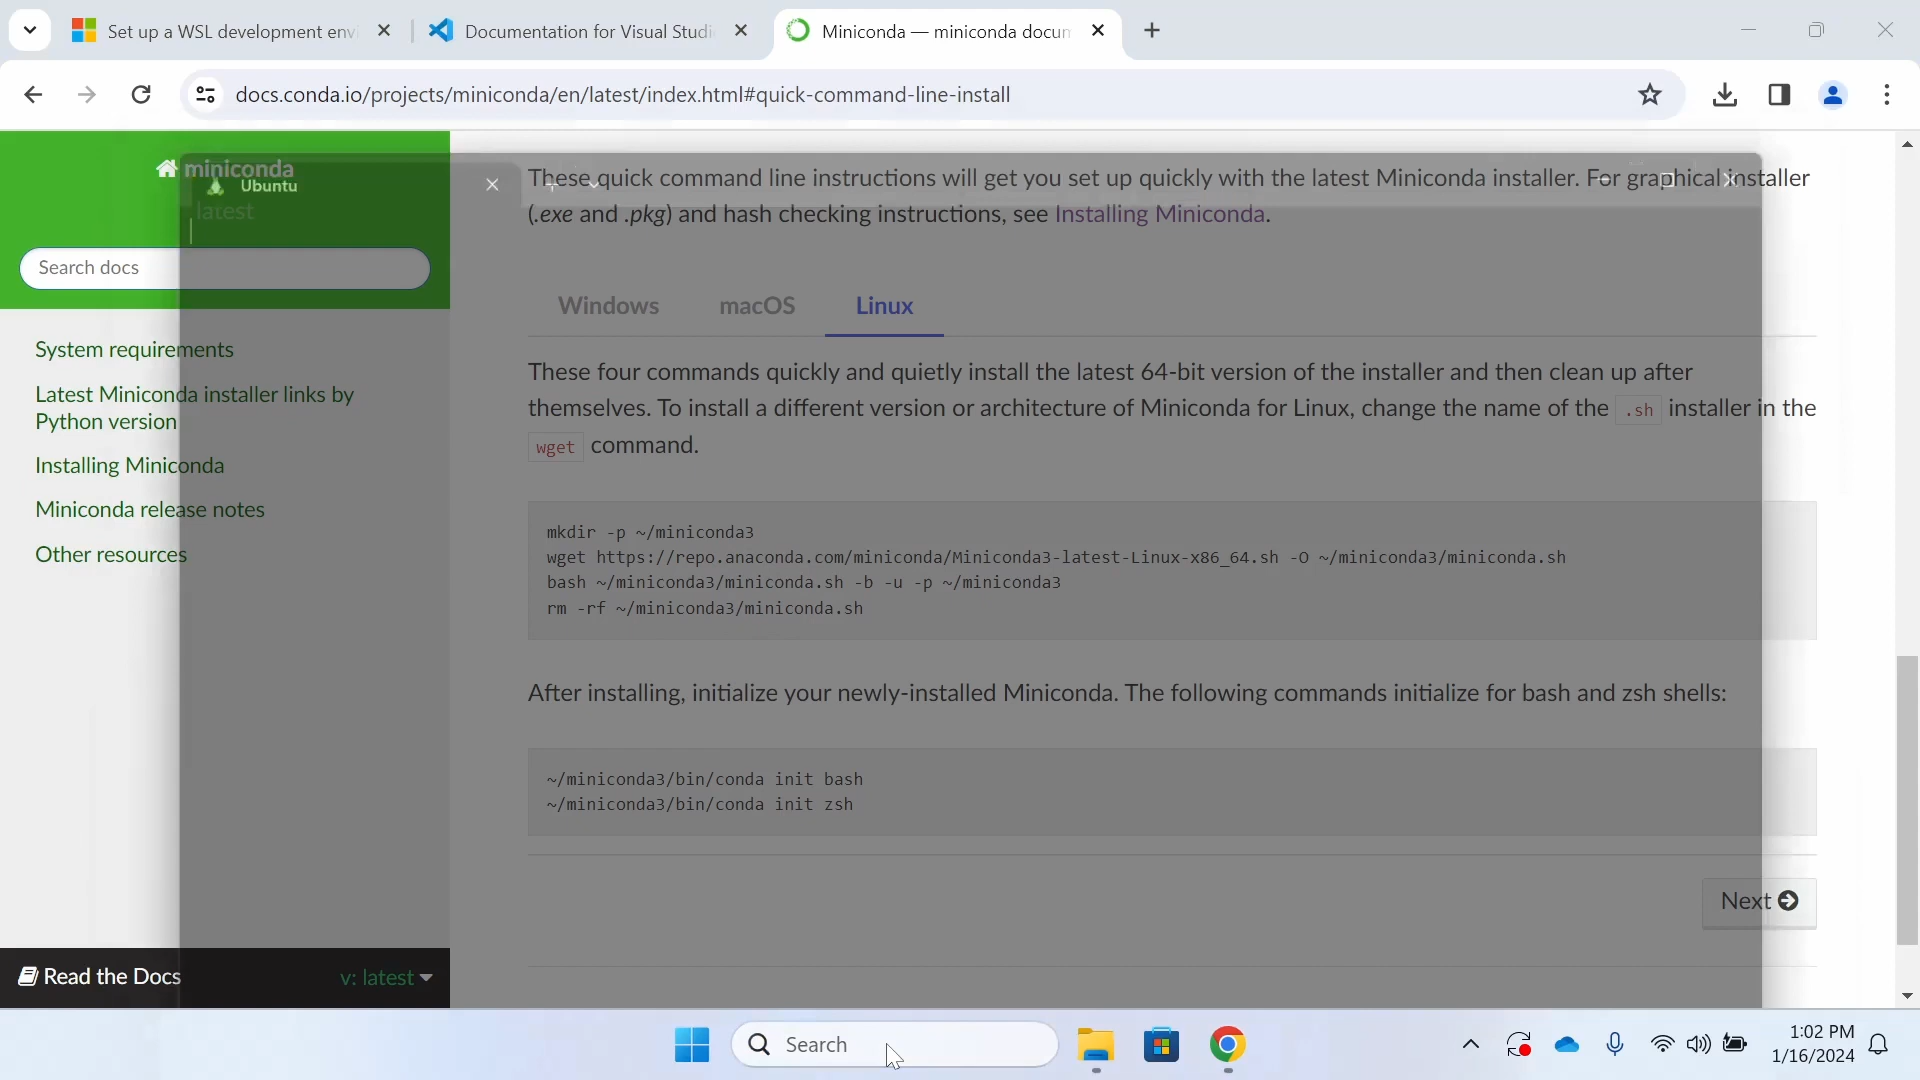 Set up a WSL development env
Documentation for Visual Studi
Miniconda — miniconda docum
docs.conda.io/projects/miniconda/en/latest/index.html#quick-command-line-install
miniconda
latest
Ubuntu
Search docs
System requirements
Latest Miniconda installer links by
Python version
Installing Miniconda
Miniconda release notes
Other resources
Read the Docs
v: latest
These quick command line instructions will get you set up quickly with the latest Miniconda installer. For graphical installer
(.exe and .pkg) and hash checking instructions, see Installing Miniconda.
Windows macOS Linux
These four commands quickly and quietly install the latest 64-bit version of the installer and then clean up after
themselves. To install a different version or architecture of Miniconda for Linux, change the name of the .sh installer in the
wget command.
mkdir -p ~/miniconda3
wget https://repo.anaconda.com/miniconda/Miniconda3-latest-Linux-x86_64.sh -O ~/miniconda3/miniconda.sh
bash ~/miniconda3/miniconda.sh -b -u -p ~/miniconda3
rm -rf ~/miniconda3/miniconda.sh
After installing, initialize your newly-installed Miniconda. The following commands initialize for bash and zsh shells:
~/miniconda3/bin/conda init bash
~/miniconda3/bin/conda init zsh
Next
Search
1:02 PM
1/16/2024